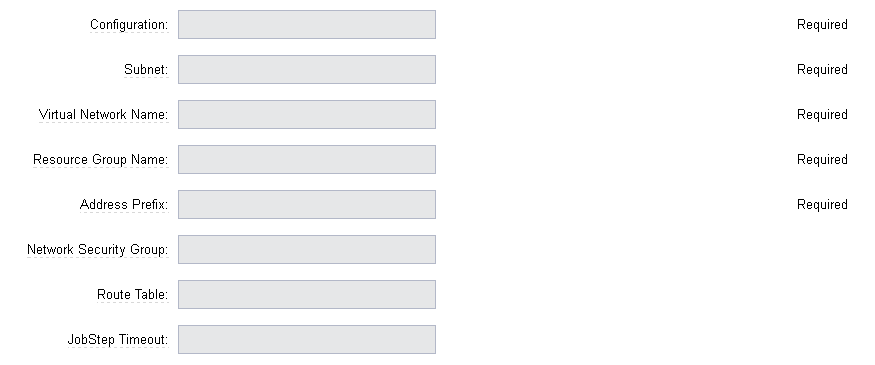 Configuration: Required
Subnet: Required
Virtual Network Name: Required
Resource Group Name: Required
Address Prefix: Required
Network Security Group:
Route Table:
JobStep Timeout: